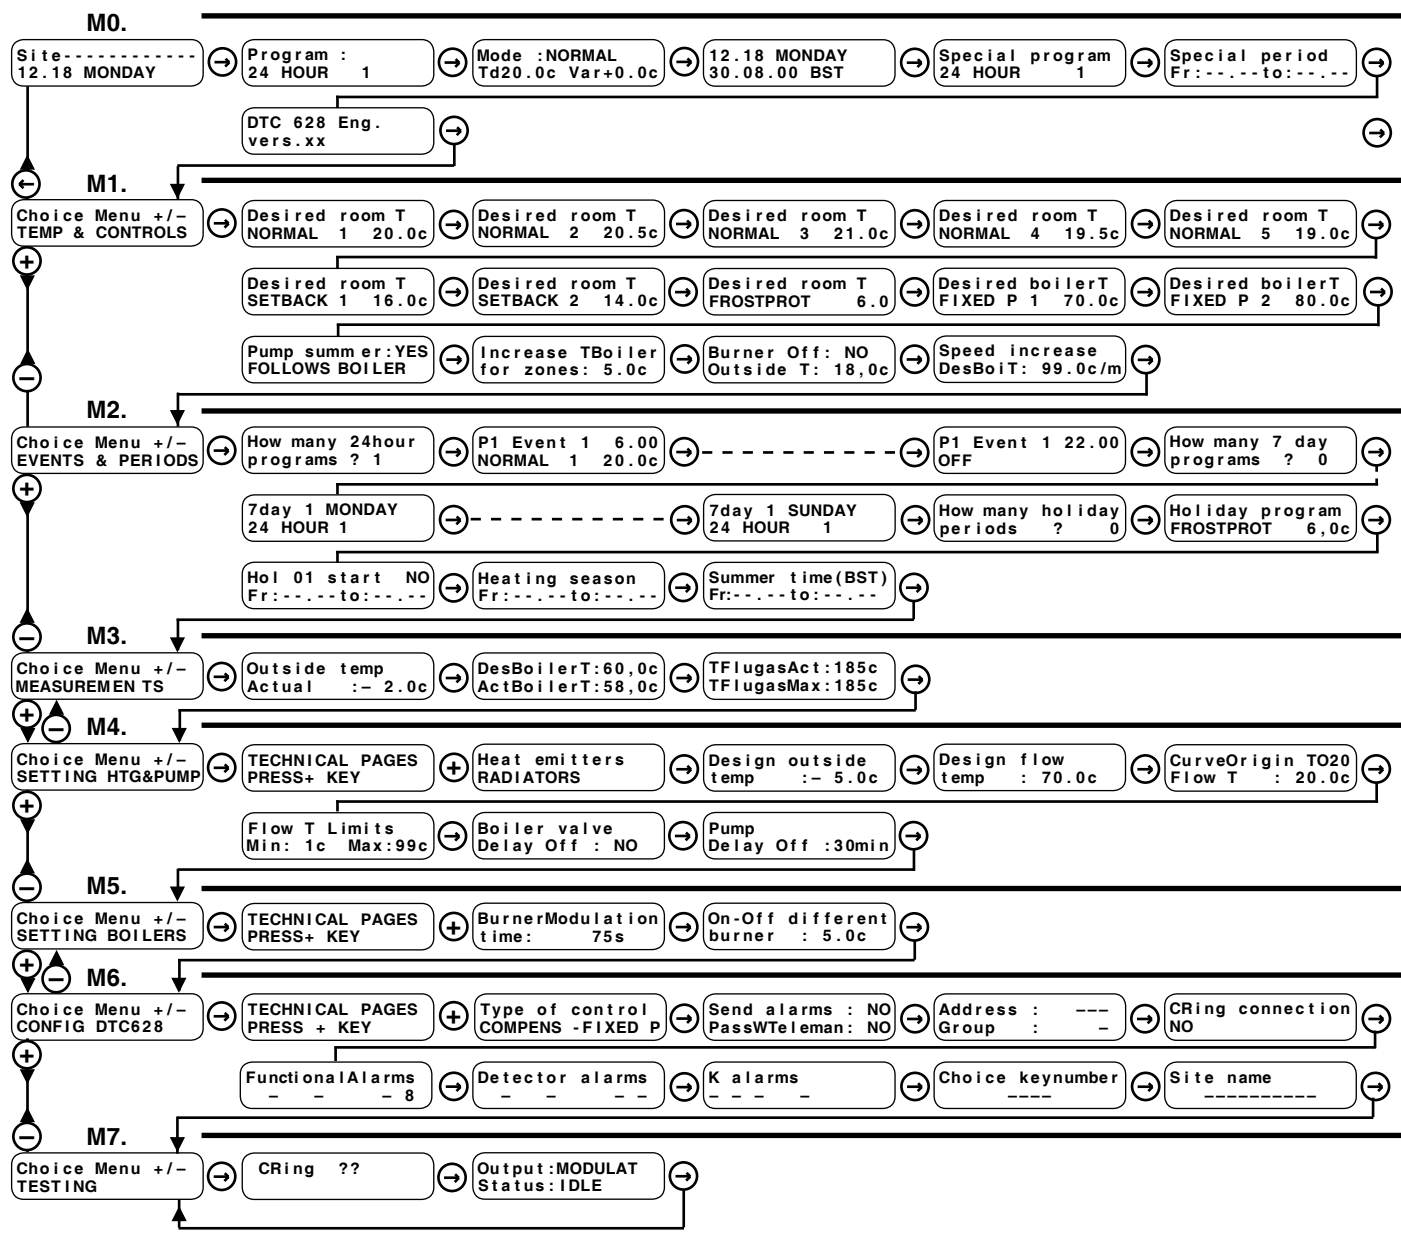 M0.
Site------------
12.18 MONDAY
Program :
24 HOUR 1
Mode :NORMAL
Td20.0c Var+0.0c
12.18 MONDAY
30.08.00 BST
Special program
24 HOUR 1
Special period
Fr:--.--to:--.--
DTC 628 Eng.
vers.xx
M1.
Choice Menu +/–
TEMP & CONTROLS
Desired room T
NORMAL 1 20.0c
Desired room T
NORMAL 2 20.5c
Desired room T
NORMAL 3 21.0c
Desired room T
NORMAL 4 19.5c
Desired room T
NORMAL 5 19.0c
Desired room T
SETBACK 1 16.0c
Desired room T
SETBACK 2 14.0c
Desired room T
FROSTPROT 6.0
Desired boilerT
FIXED P 1 70.0c
Desired boilerT
FIXED P 2 80.0c
Pump summ er:YES
FOLLOWS BOILER
Increase TBoiler
for zones: 5.0c
Burner Off: NO
Outside T: 18,0c
Speed increase
DesBoiT: 99.0c/m
M2.
Choice Menu +/–
EVENTS & PERIODS
How many 24hour
programs ? 1
P1 Event 1 6.00
NORMAL 1 20.0c
P1 Event 1 22.00
OFF
How many 7 day
programs ? 0
7day 1 MONDAY
24 HOUR 1
7day 1 SUNDAY
24 HOUR 1
How many holiday
periods ? 0
Holiday program
FROSTPROT 6,0c
Hol 01 start NO
Fr:--.--to:--.--
Heating season
Fr:--.--to:--.--
Summer time(BST)
Fr:--.--to:--.--
M3.
Choice Menu +/–
MEASUREMEN TS
Outside temp
Actual :– 2.0c
DesBoilerT:60,0c
ActBoilerT:58,0c
TFlugasAct:185c
TFlugasMax:185c
M4.
Choice Menu +/–
SETTING HTG&PUMP
TECHNICAL PAGES
PRESS+ KEY
Heat emitters
RADIATORS
Design outside
temp :– 5.0c
Design flow
temp : 70.0c
CurveOrigin TO20
Flow T : 20.0c
Flow T Limits
Min: 1c Max:99c
Boiler valve
Delay Off : NO
Pump
Delay Off :30min
M5.
Choice Menu +/–
SETTING BOILERS
TECHNICAL PAGES
PRESS+ KEY
BurnerModulation
time: 75s
On-Off different
burner : 5.0c
M6.
Choice Menu +/–
CONFIG DTC628
TECHNICAL PAGES
PRESS + KEY
Type of control
COMPENS -FIXED P
Send alarms : NO
PassWTeleman: NO
Address : –––
Group : –
CRing connection
NO
FunctionalAlarms
– – – 8
Detector alarms
– – – –
K alarms
– – – –
Choice keynumber
––––
Site name
––––––––––
M7.
Choice Menu +/–
TESTING
CRing ??
Output:MODULAT
Status:IDLE